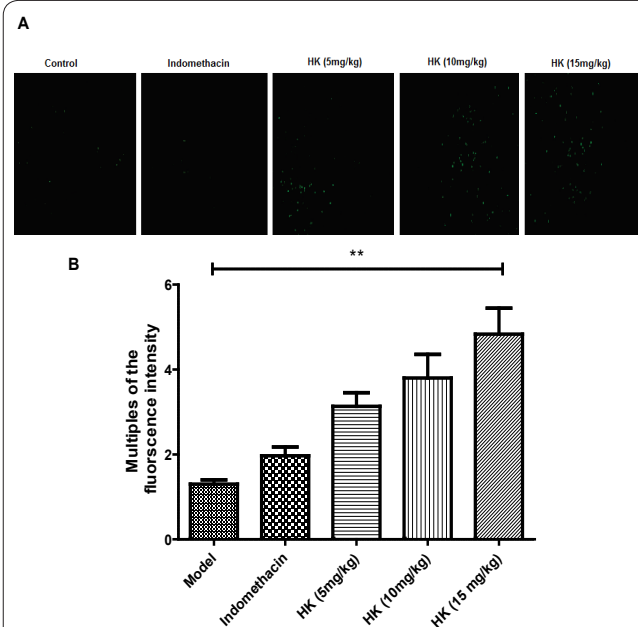 A
Control Indomethacin HK (5mg/kg) HK (10mg/kg) HK (15mg/kg)
B
**
Multiples of the
fluorscence intensity
6
4
2
0
Model Indomethacin HK (5mg/kg) HK (10mg/kg) HK (15 mg/kg)